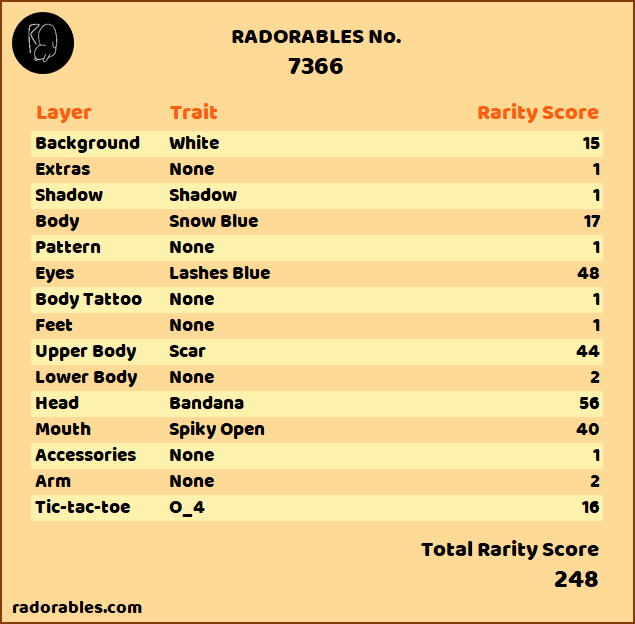 RADORABLES No.
7366
Layer Trait Rarity Score
Background White 15
Extras None 1
Shadow Shadow 1
Body Snow Blue 17
Pattern None 1
Eyes Lashes Blue 48
Body Tattoo None 1
Feet None 1
Upper Body Scar 44
Lower Body None 2
Head Bandana 56
Mouth Spiky Open 40
Accessories None 1
Arm None 2
Tic-tac-toe O_4 16
Total Rarity Score
248
radorables.com